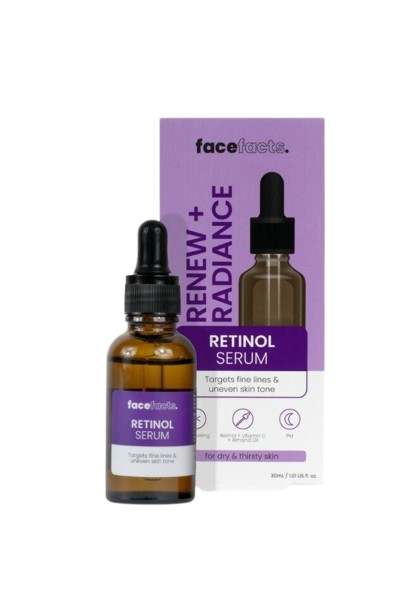 facefacts.
RENEW +
RADIANCE
RETINOL
SERUM
Targets fine lines &
uneven skin tone
Retinol + Vitamin C
+ Almond Oil
PM
for dry & thirsty skin
30mL / 1.01 US fl. oz.
facefacts.
RETINOL
SERUM
Targets fine lines &
uneven skin tone